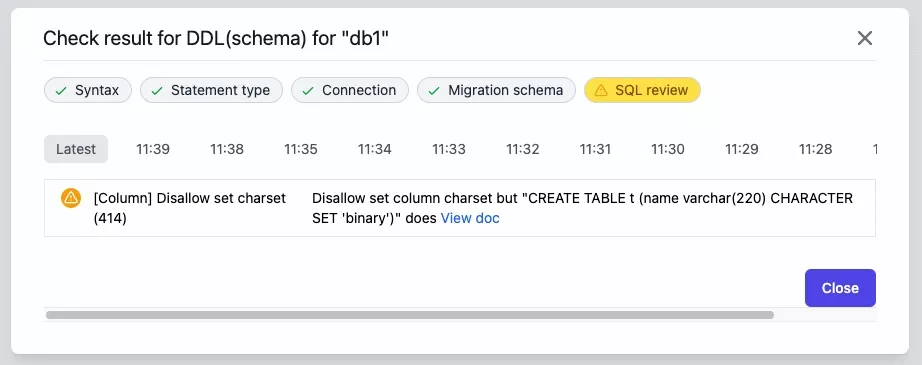 Check result for DDL(schema) for "db1"
Syntax
Statement type
Connection
Migration schema
SQL review
Latest 11:39 11:38 11:35 11:34 11:33 11:32 11:31 11:30 11:29 11:28 1
[Column] Disallow set charset
(414)
Disallow set column charset but "CREATE TABLE t (name varchar(220) CHARACTER
SET 'binary')" does View doc
Close